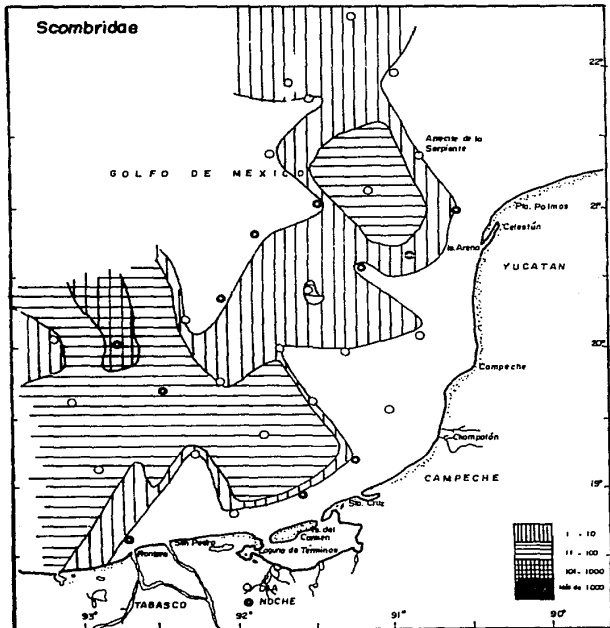 Scombridae
22°
Arrecife de la
Serpiente
GOLFO DE MEXICO
21°
Pta. Palmas
Celestún
Is. Arena
YUCATAN
20°
Campeche
Champotón
19°
CAMPECHE
Sta. Cruz
Is. del
Carmen
San Pedro
Laguna de Términos
Frontera
1 - 10
11 - 100
101 - 1000
Más de 1000
DIA
NOCHE
TABASCO
93°
92°
91°
90°